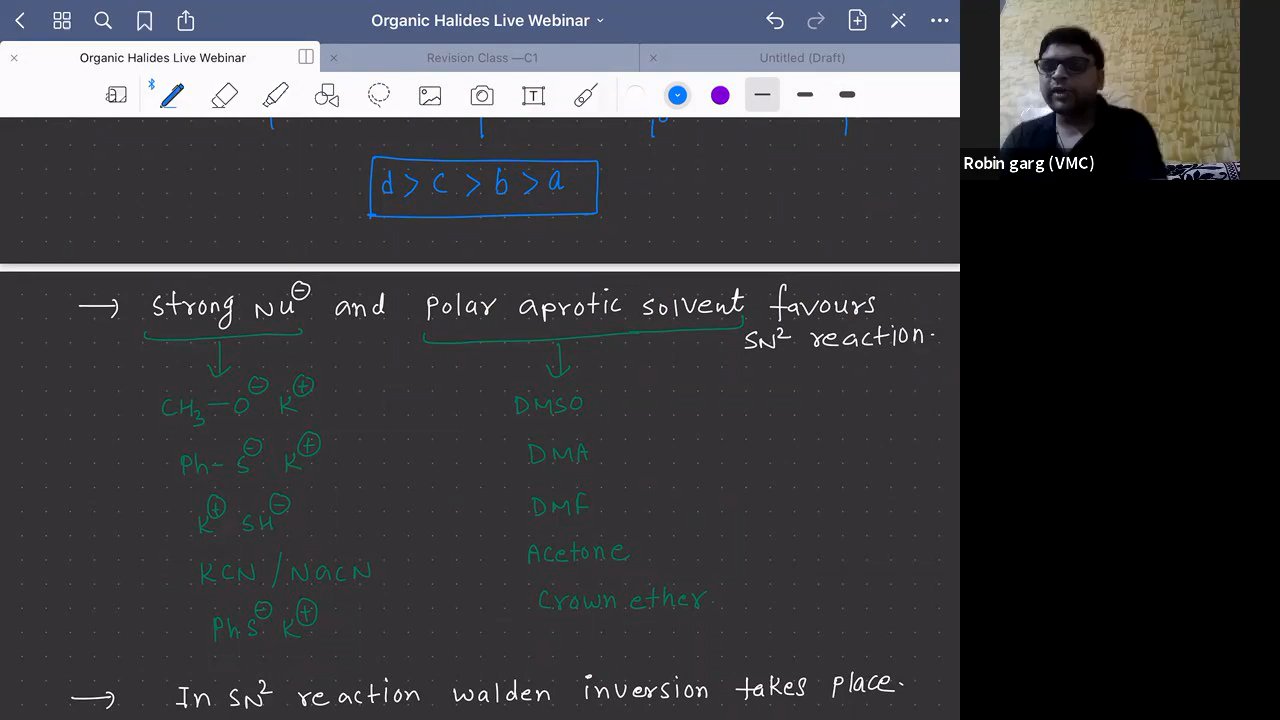 Organic Halides Live Webinar
Organic Halides Live Webinar
Revision Class —C1
Untitled (Draft)
T
Robin garg (VMC)
d > c > b > a
→ strong Nu⊖ and polar aprotic solvent favours
SN² reaction.
CH₃—O⊖ K⊕
DMSO
Ph-S⊖ K⊕
DMA
K⊕ SH⊖
DMF
KCN / NaCN
Acetone
PhS⊖ K⊕
Crown ether
→ In SN² reaction walden inversion takes place.